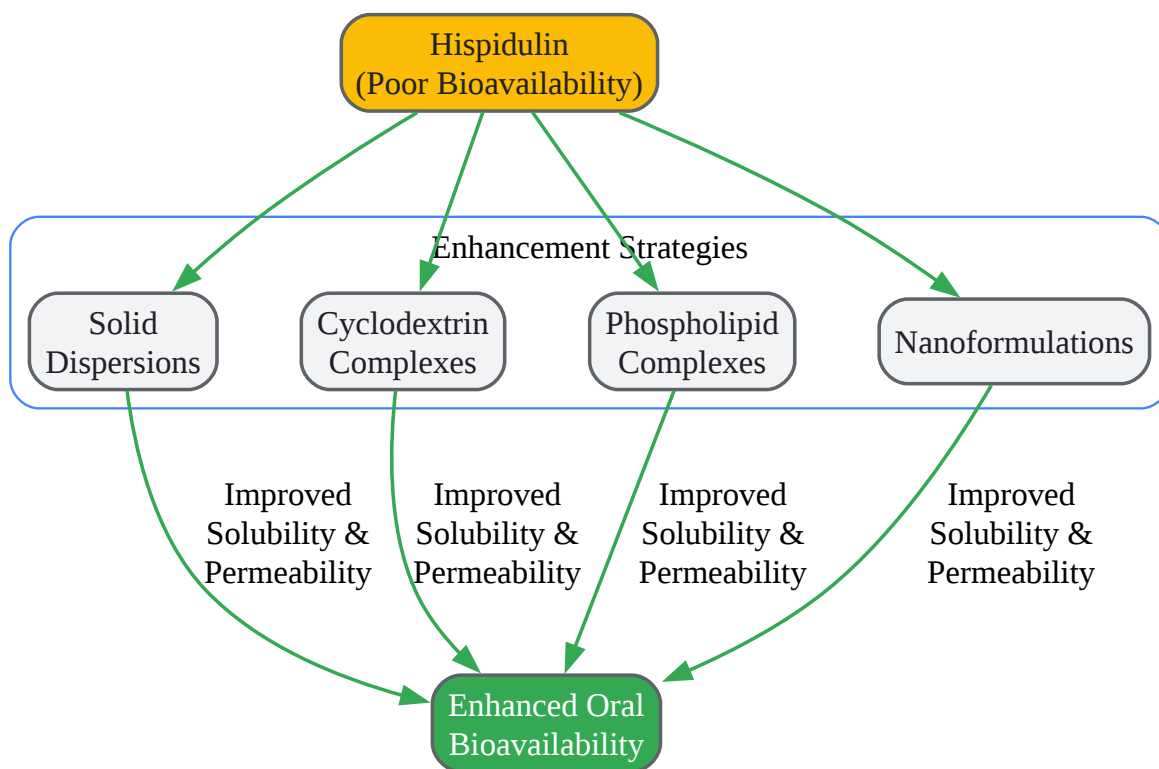 Hispidulin
(Poor Bioavailability)
Enhancement Strategies
Solid
Dispersions
Cyclodextrin
Complexes
Phospholipid
Complexes
Nanoformulations
Improved
Solubility &
Permeability
Improved
Solubility &
Permeability
Improved
Solubility &
Permeability
Improved
Solubility &
Permeability
Enhanced Oral
Bioavailability